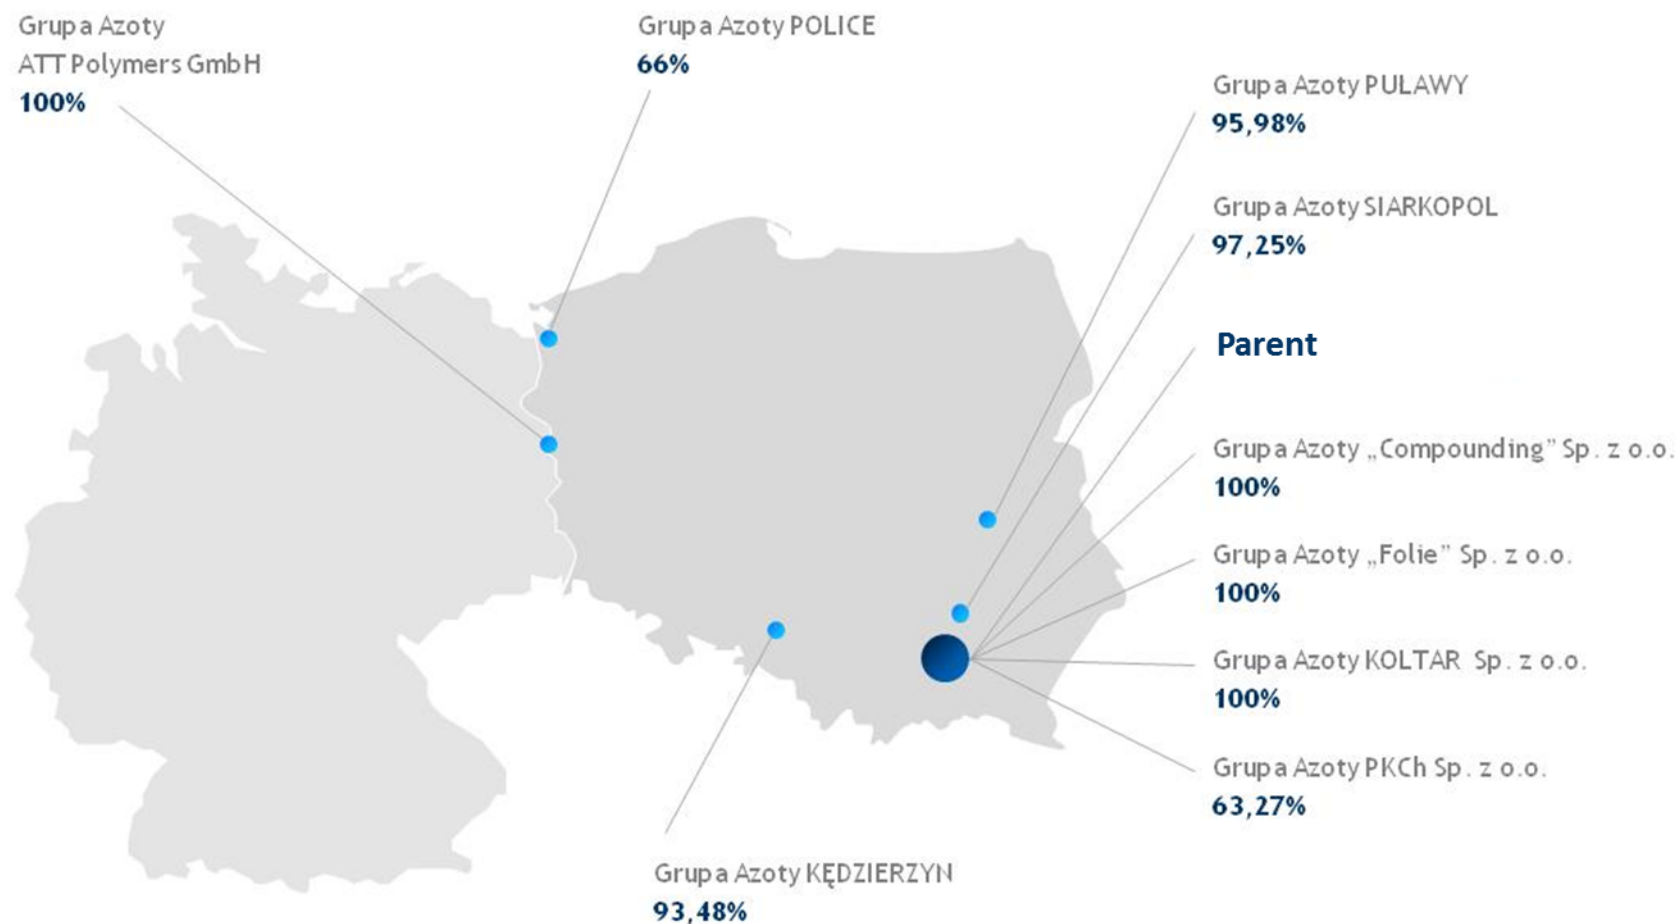 Grupa Azoty
ATT Polymers GmbH
100%
Grupa Azoty POLICE
66%
Grupa Azoty PUŁAWY
95,98%
Grupa Azoty SIARKOPOL
97,25%
Parent
Grupa Azoty „Compounding” Sp. z o.o.
100%
Grupa Azoty „Folie” Sp. z o.o.
100%
Grupa Azoty KOLTAR Sp. z o.o.
100%
Grupa Azoty PKCh Sp. z o.o.
63,27%
Grupa Azoty KĘDZIERZYN
93,48%